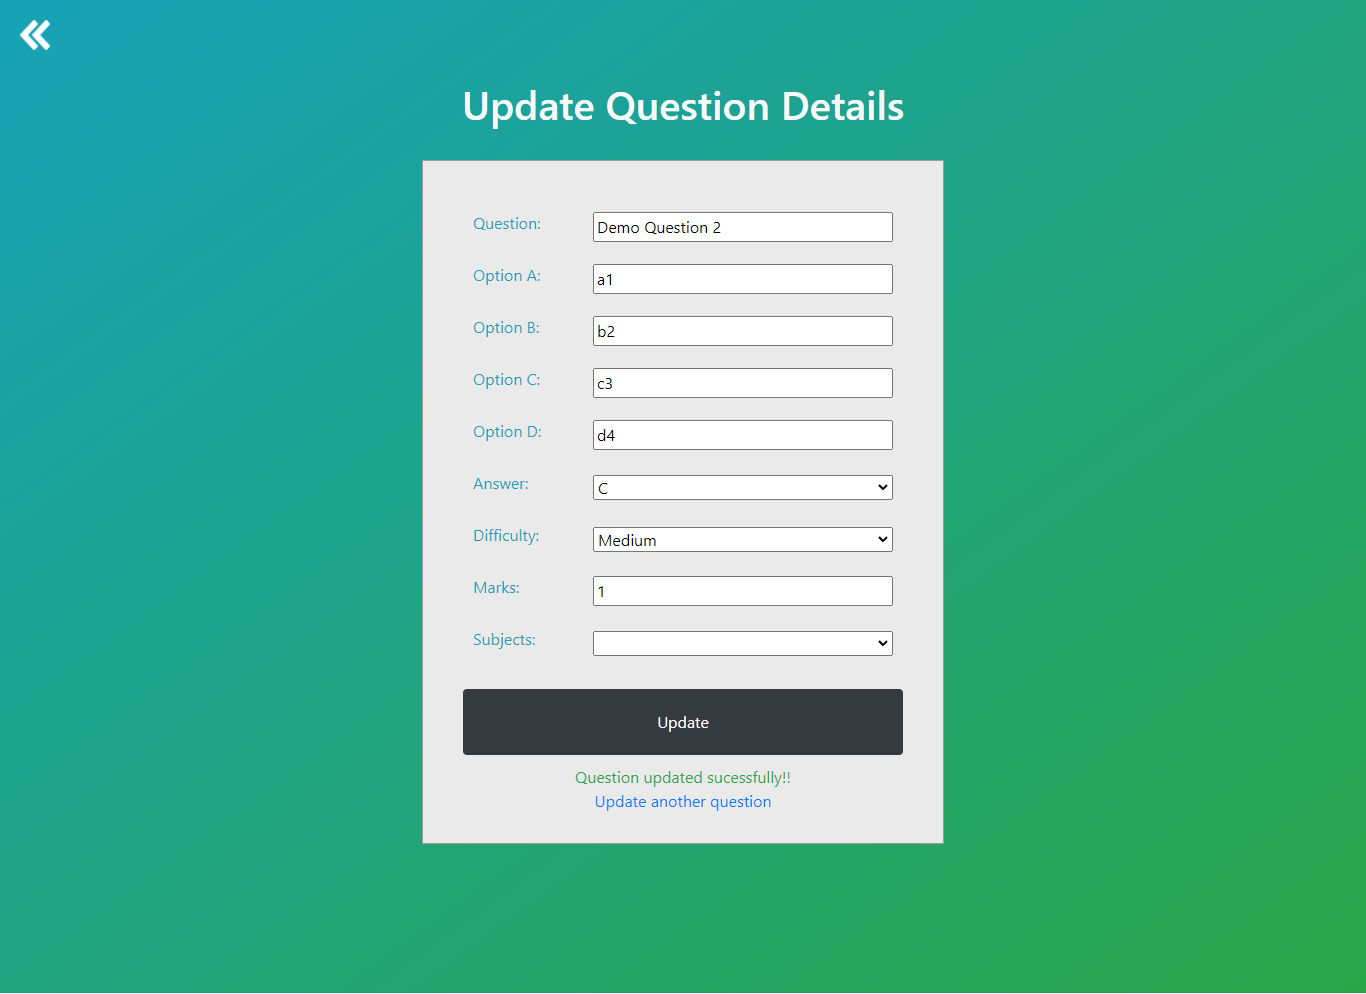 Update Question Details
Question: Demo Question 2
Option A: a1
Option B: b2
Option C: c3
Option D: d4
Answer: C
Difficulty: Medium
Marks: 1
Subjects:
Update
Question updated sucessfully!!
Update another question